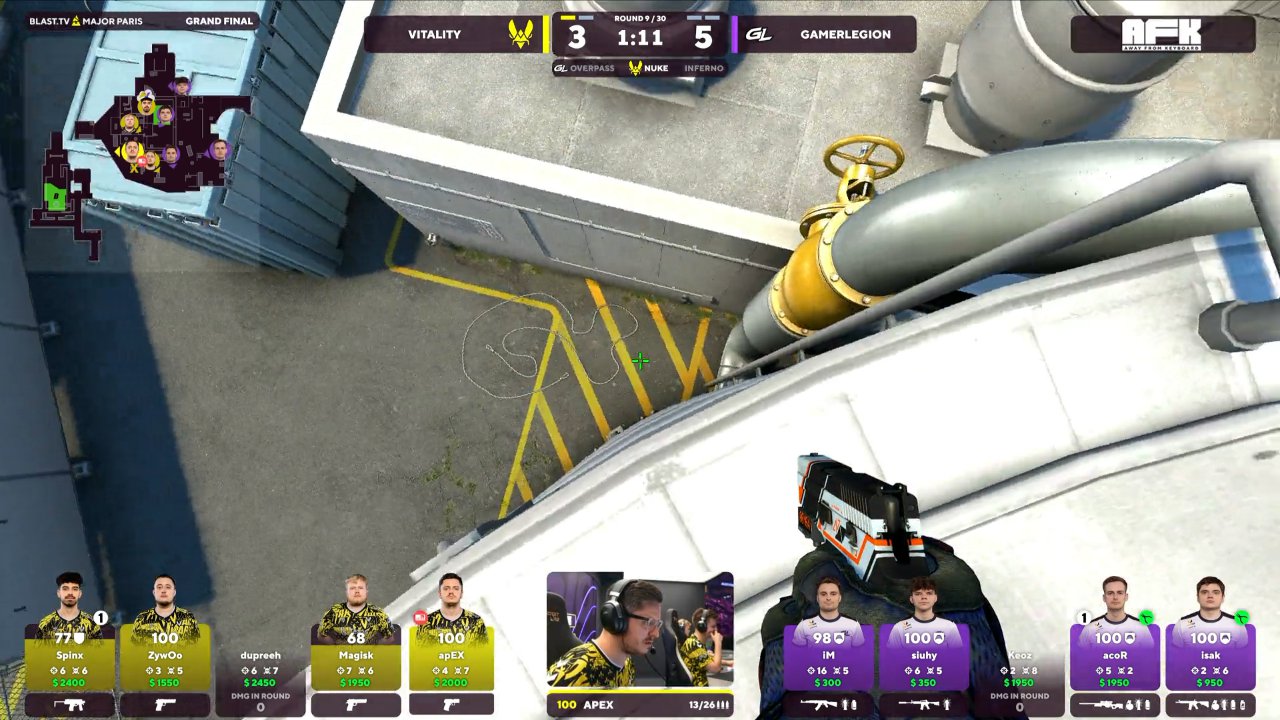 BLAST.TV MAJOR PARIS GRAND FINAL
VITALITY
3
ROUND 9 / 30
1:11
5
GL GAMERLEGION
AFK
AWAY FROM KEYBOARD
GL OVERPASS NUKE INFERNO
77 1
Spinx
6 6
$2400
100
ZywOo
3 5
$1550
dupreeh
6 7
$2450
DMG IN ROUND
0
68
Magisk
7 6
$1950
100
apEX
4 7
$2000
100 APEX 13/26
98
iM
16 5
$300
100
siuhy
6 5
$350
Keoz
2 8
$1950
DMG IN ROUND
0
1 100
acoR
5 2
$1950
100
isak
2 6
$950